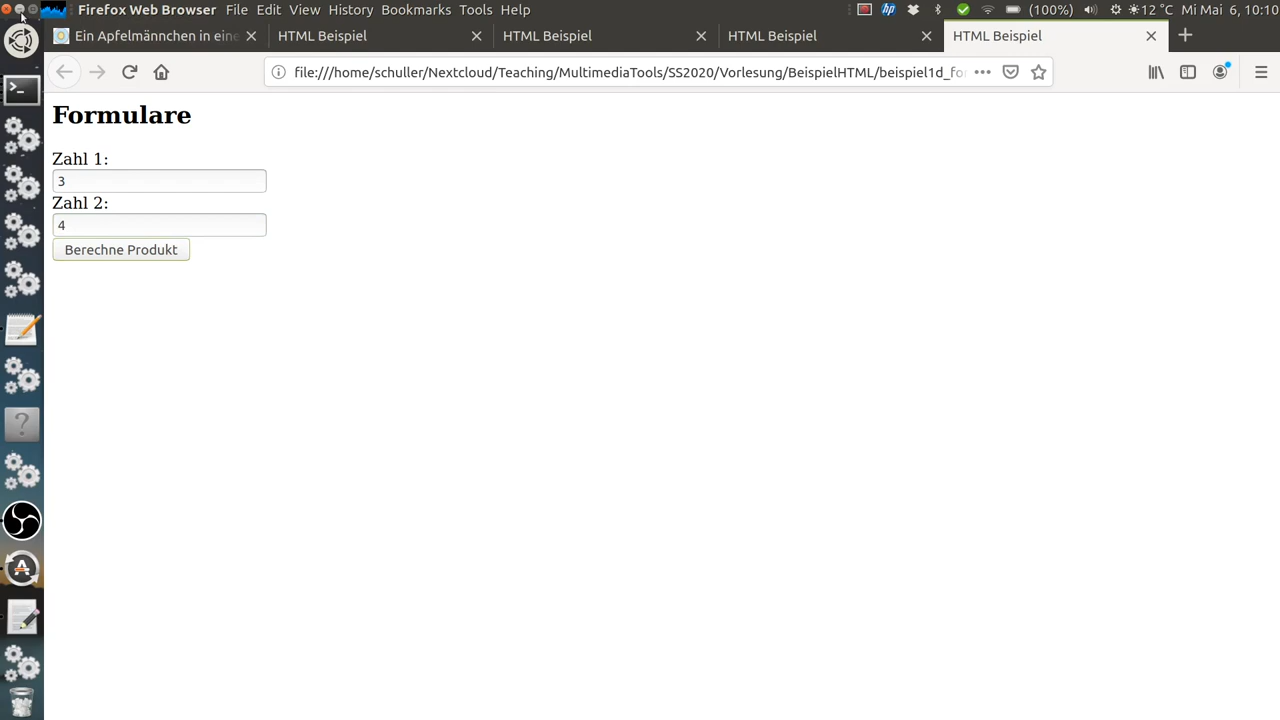 Firefox Web Browser File Edit View History Bookmarks Tools Help hp (100%) 12 °C Mi Mai 6, 10:10
Ein Apfelmännchen in eine HTML Beispiel HTML Beispiel HTML Beispiel HTML Beispiel
file:///home/schuller/Nextcloud/Teaching/MultimediaTools/SS2020/Vorlesung/BeispielHTML/beispiel1d_fo
Formulare
Zahl 1:
3
Zahl 2:
4
Berechne Produkt